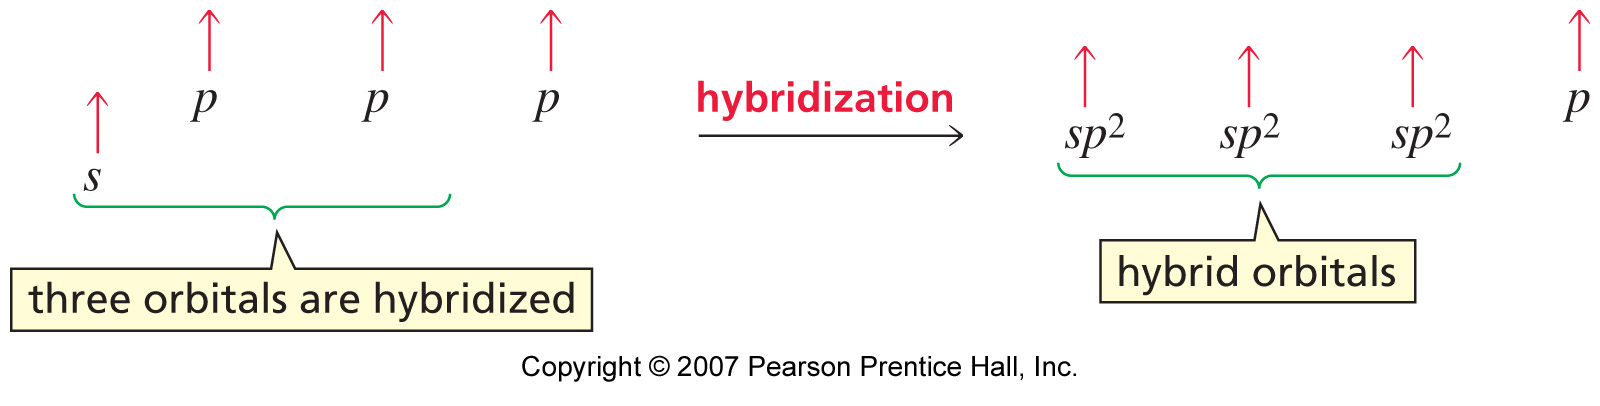 p p p
s
hybridization
sp² sp² sp² p
three orbitals are hybridized
hybrid orbitals
Copyright © 2007 Pearson Prentice Hall, Inc.